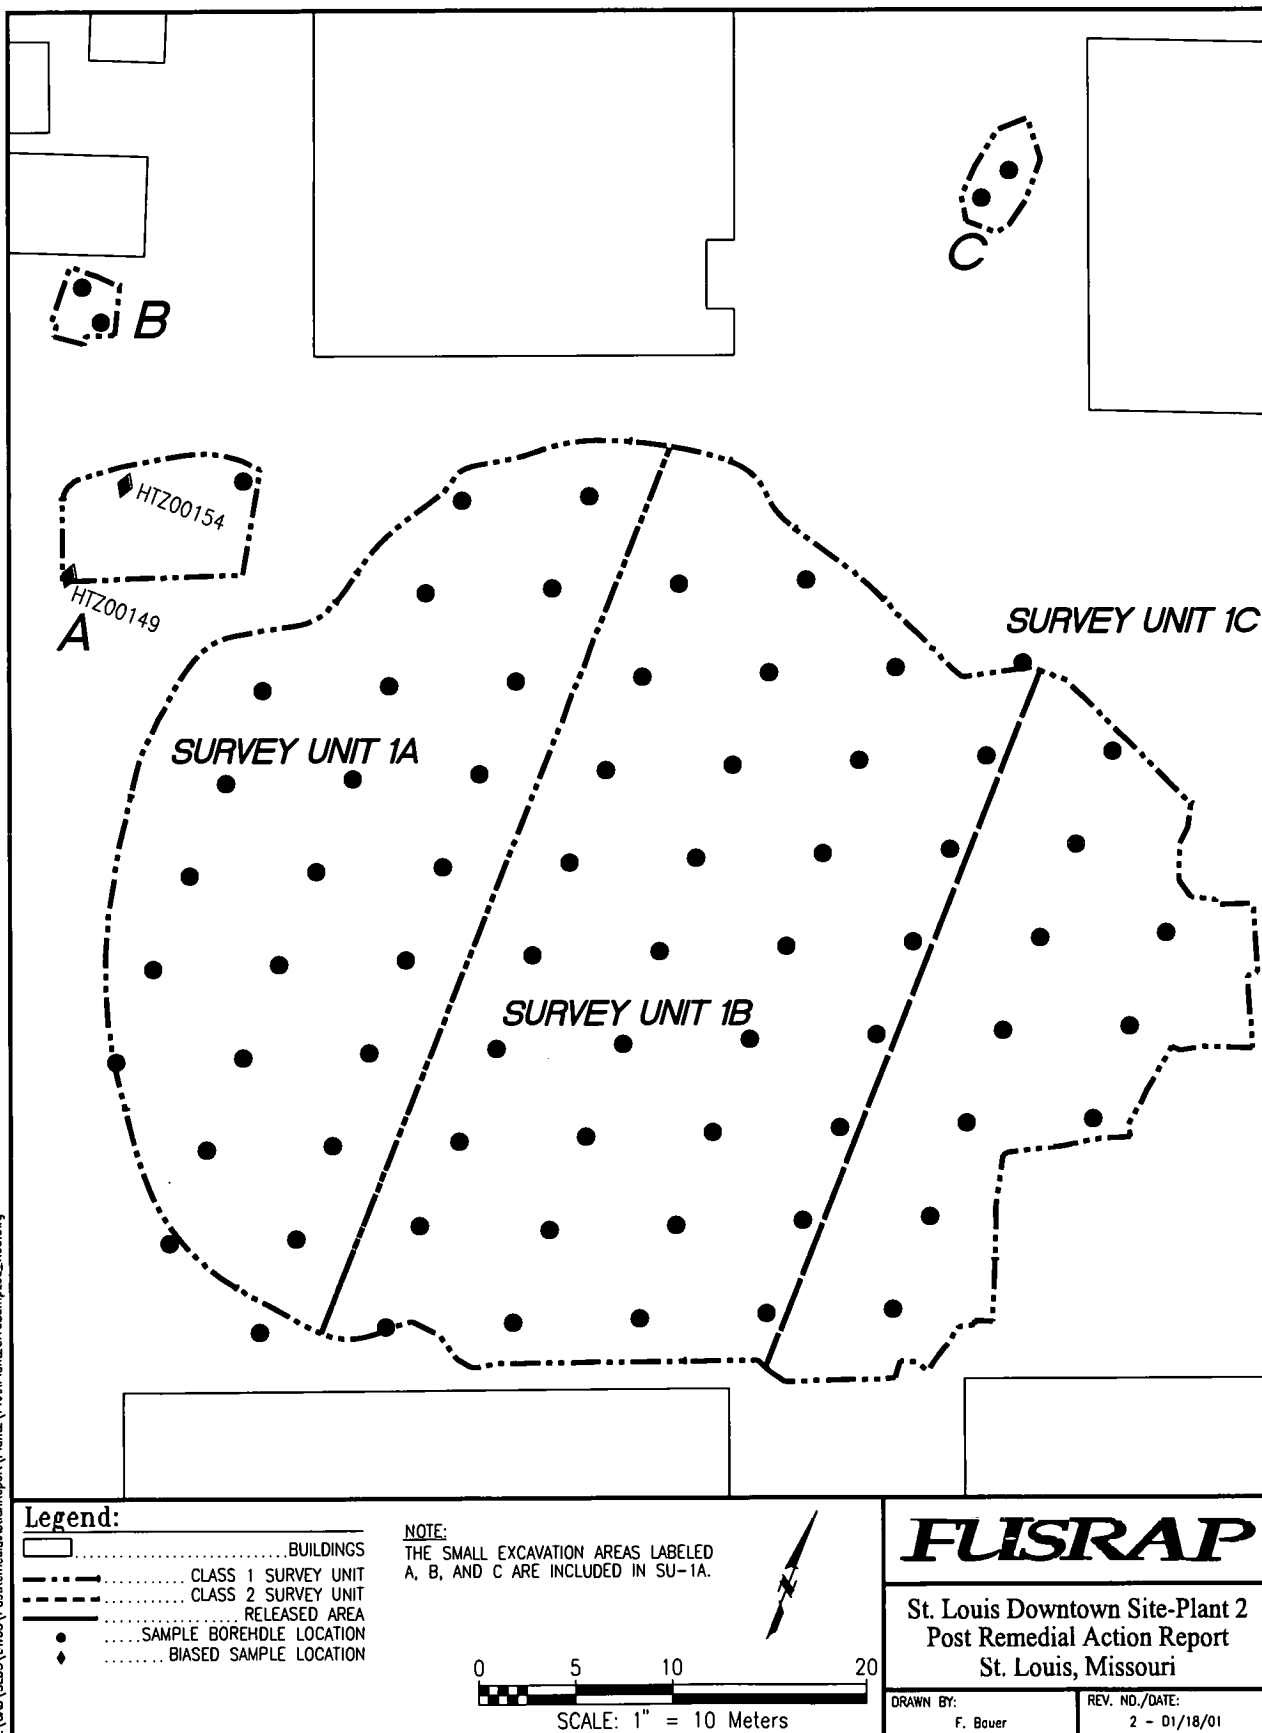 C
B
HTZ00154
HTZ00149
A
SURVEY UNIT 1C
SURVEY UNIT 1A
SURVEY UNIT 1B
Legend:
BUILDINGS
CLASS 1 SURVEY UNIT
CLASS 2 SURVEY UNIT
RELEASED AREA
SAMPLE BOREHOLE LOCATION
BIASED SAMPLE LOCATION
NOTE:
THE SMALL EXCAVATION AREAS LABELED
A, B, AND C ARE INCLUDED IN SU-1A.
N
0 5 10 20
SCALE: 1" = 10 Meters
FUSRAP
St. Louis Downtown Site-Plant 2
Post Remedial Action Report
St. Louis, Missouri
DRAWN BY:
F. Bauer
REV. NO./DATE:
2 - 01/18/01